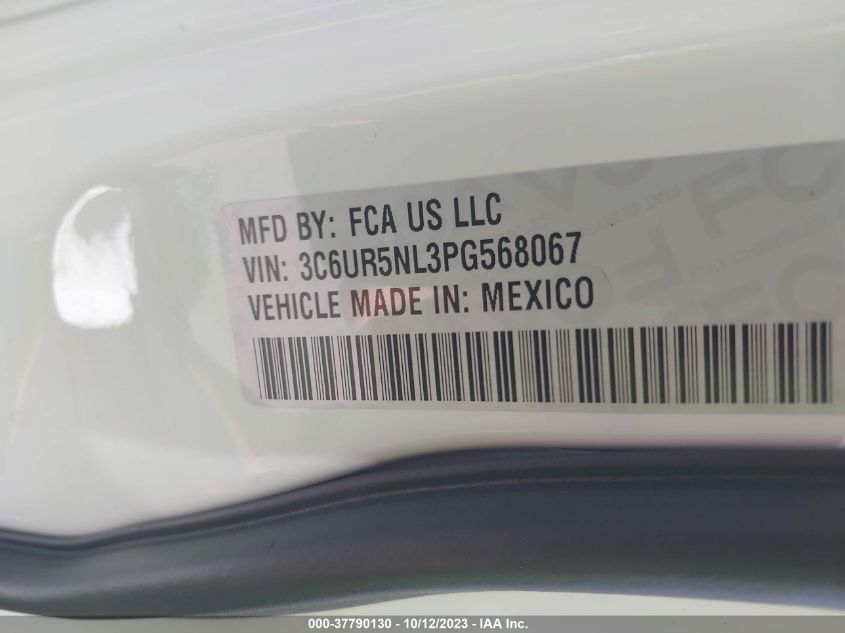 MFD BY: FCA US LLC
VIN: 3C6UR5NL3PG568067
VEHICLE MADE IN: MEXICO
000-37790130 - 10/12/2023 - IAA Inc.